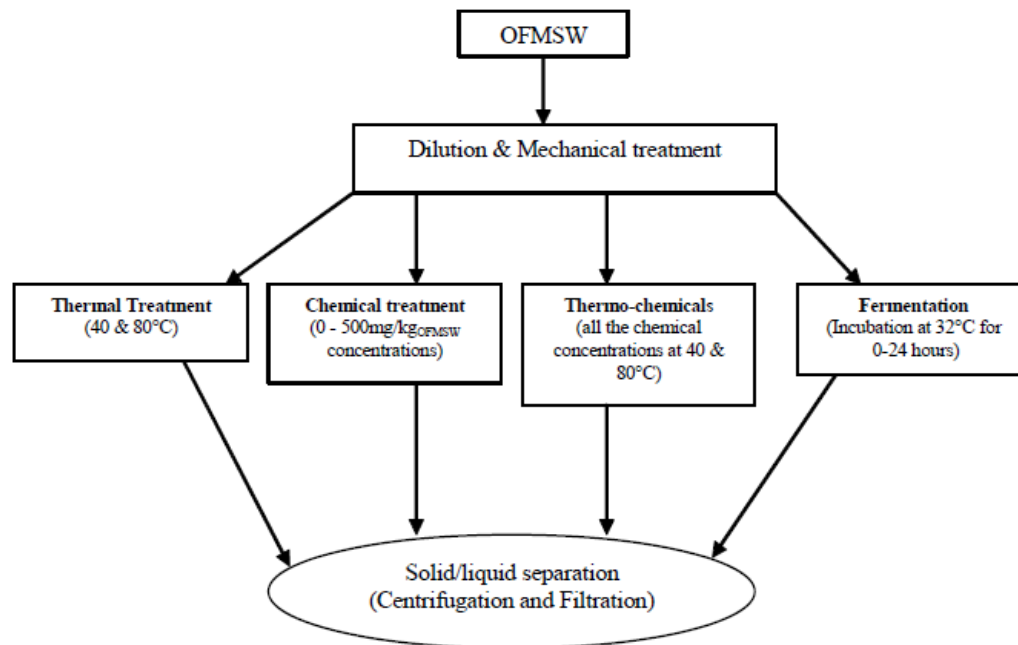 OFMSW
Dilution & Mechanical treatment
Thermal Treatment
(40 & 80°C)
Chemical treatment
(0 - 500mg/kgOFMSW
concentrations)
Thermo-chemicals
(all the chemical
concentrations at 40 &
80°C)
Fermentation
(Incubation at 32°C for
0-24 hours)
Solid/liquid separation
(Centrifugation and Filtration)